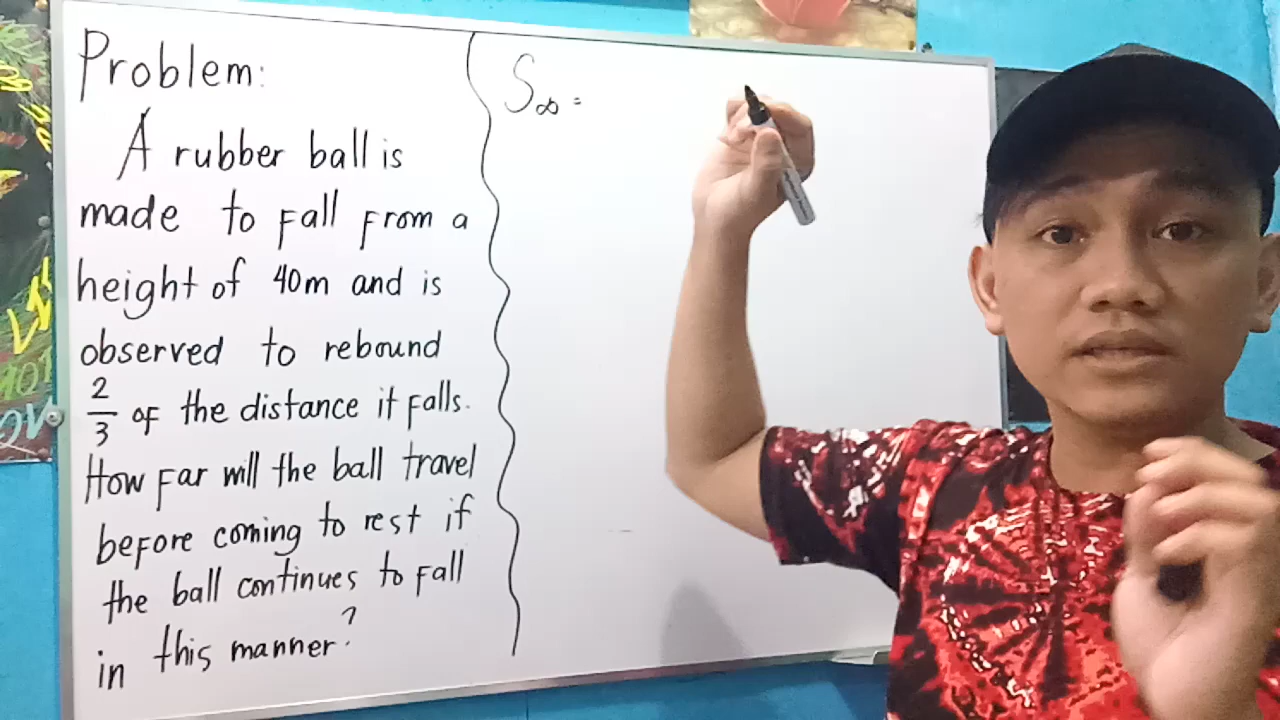 Problem:
A rubber ball is
made to fall from a
height of 40m and is
observed to rebound
2/3 of the distance it falls.
How far will the ball travel
before coming to rest if
the ball continues to fall
in this manner?
S∞ =